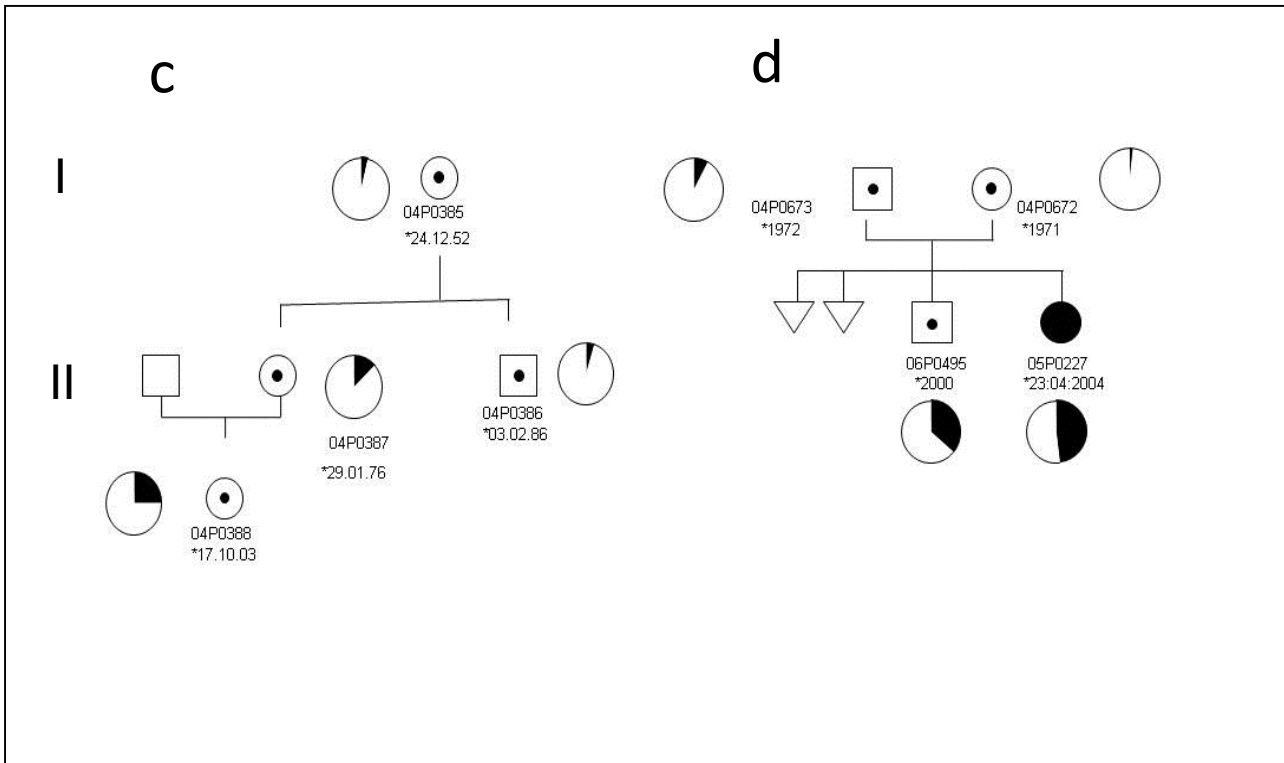 c
d
I
04P0385
*24.12.52
04P0673
*1972
04P0672
*1971
II
04P0387
*29.01.76
04P0386
*03.02.86
06P0495
*2000
05P0227
*23:04:2004
04P0388
*17.10.03